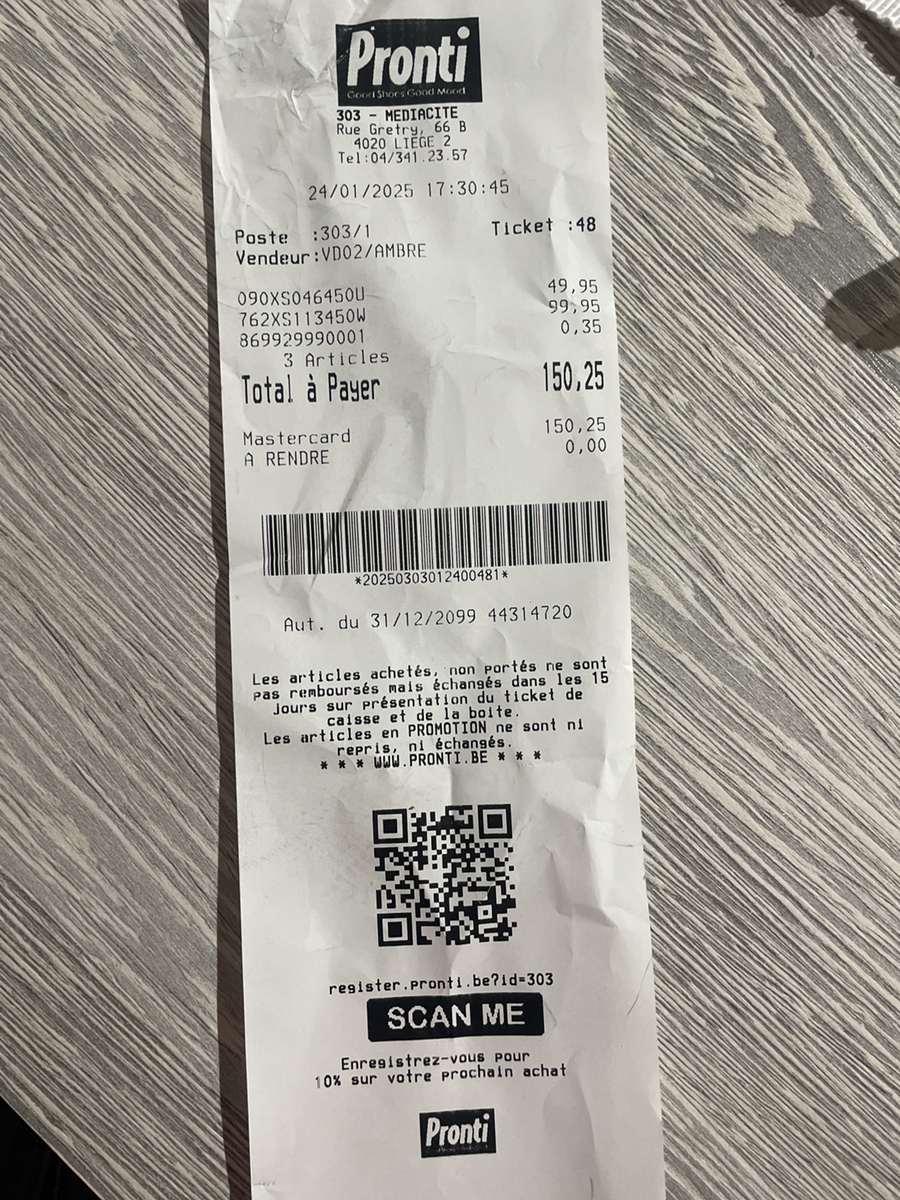 Pronti
Good Shoes Good Mood
303 - MEDIACITE
Rue Gretry, 66 B
4020 LIEGE 2
Tel:04/341.23.57
24/01/2025 17:30:45
Poste :303/1 Ticket :48
Vendeur:VD02/AMBRE
090XS046450U 49,95
762XS113450W 99,95
869929990001 0,35
3 Articles
Total à Payer 150,25
Mastercard 150,25
A RENDRE 0,00
*20250303012400481*
Aut. du 31/12/2099 44314720
Les articles achetés, non portés ne sont
pas remboursés mais échangés dans les 15
jours sur présentation du ticket de
caisse et de la boite.
Les articles en PROMOTION ne sont ni
repris, ni échangés.
* * * WWW.PRONTI.BE * * *
register.pronti.be?id=303
SCAN ME
Enregistrez-vous pour
10% sur votre prochain achat
Pronti